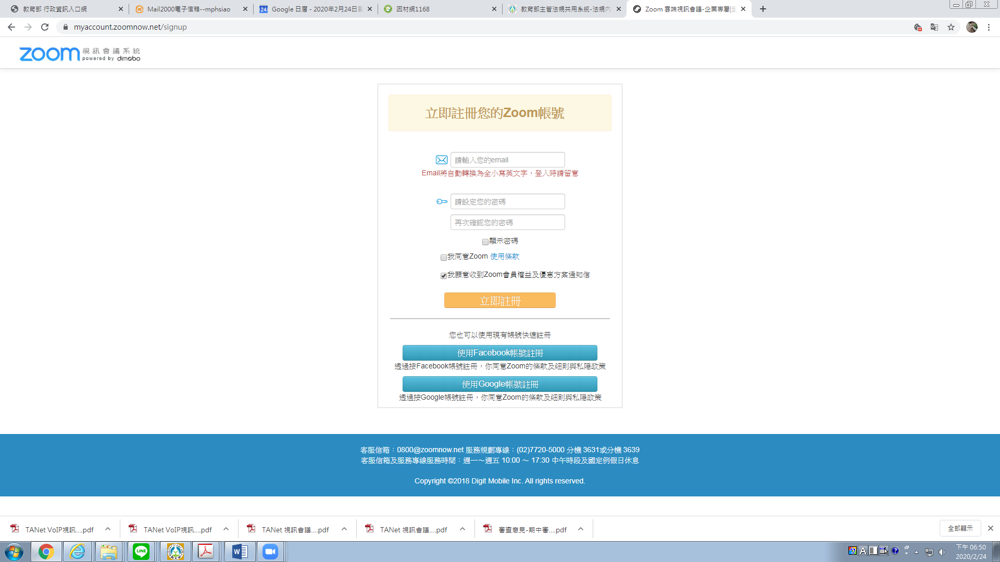 教育部 行政資訊入口網
Mail2000電子信箱--mphsiao
Google 日曆 - 2020年2月24日當
因材網1168
教育部主管法規共用系統-法規內
Zoom 雲端視訊會議-企業專屬|全
myaccount.zoomnow.net/signup
zoom 視訊會議系統
powered by dimobo
立即註冊您的Zoom帳號
請輸入您的email
Email將自動轉換為全小寫英文字，登入時請留意
請設定您的密碼
再次確認您的密碼
顯示密碼
我同意Zoom 使用條款
我願意收到Zoom會員權益及優惠方案通知信
立即註冊
您也可以使用現有帳號快速註冊
使用Facebook帳號註冊
透過按Facebook帳號註冊，你同意Zoom的條款及細則與私隱政策
使用Google帳號註冊
透過按Google帳號註冊，你同意Zoom的條款及細則與私隱政策
客服信箱：0800@zoomnow.net 服務規劃專線：(02)7720-5000 分機 3631或分機 3639
客服信箱及服務專線服務時間：週一～週五 10:00 ～ 17:30 中午時段及國定例假日休息
Copyright ©2018 Digit Mobile Inc. All rights reserved.
TANet VoIP視訊....pdf
TANet VoIP視訊....pdf
TANet 視訊會議....pdf
TANet 視訊會議....pdf
審查意見-期中審....pdf
全部顯示
下午 06:50
2020/2/24